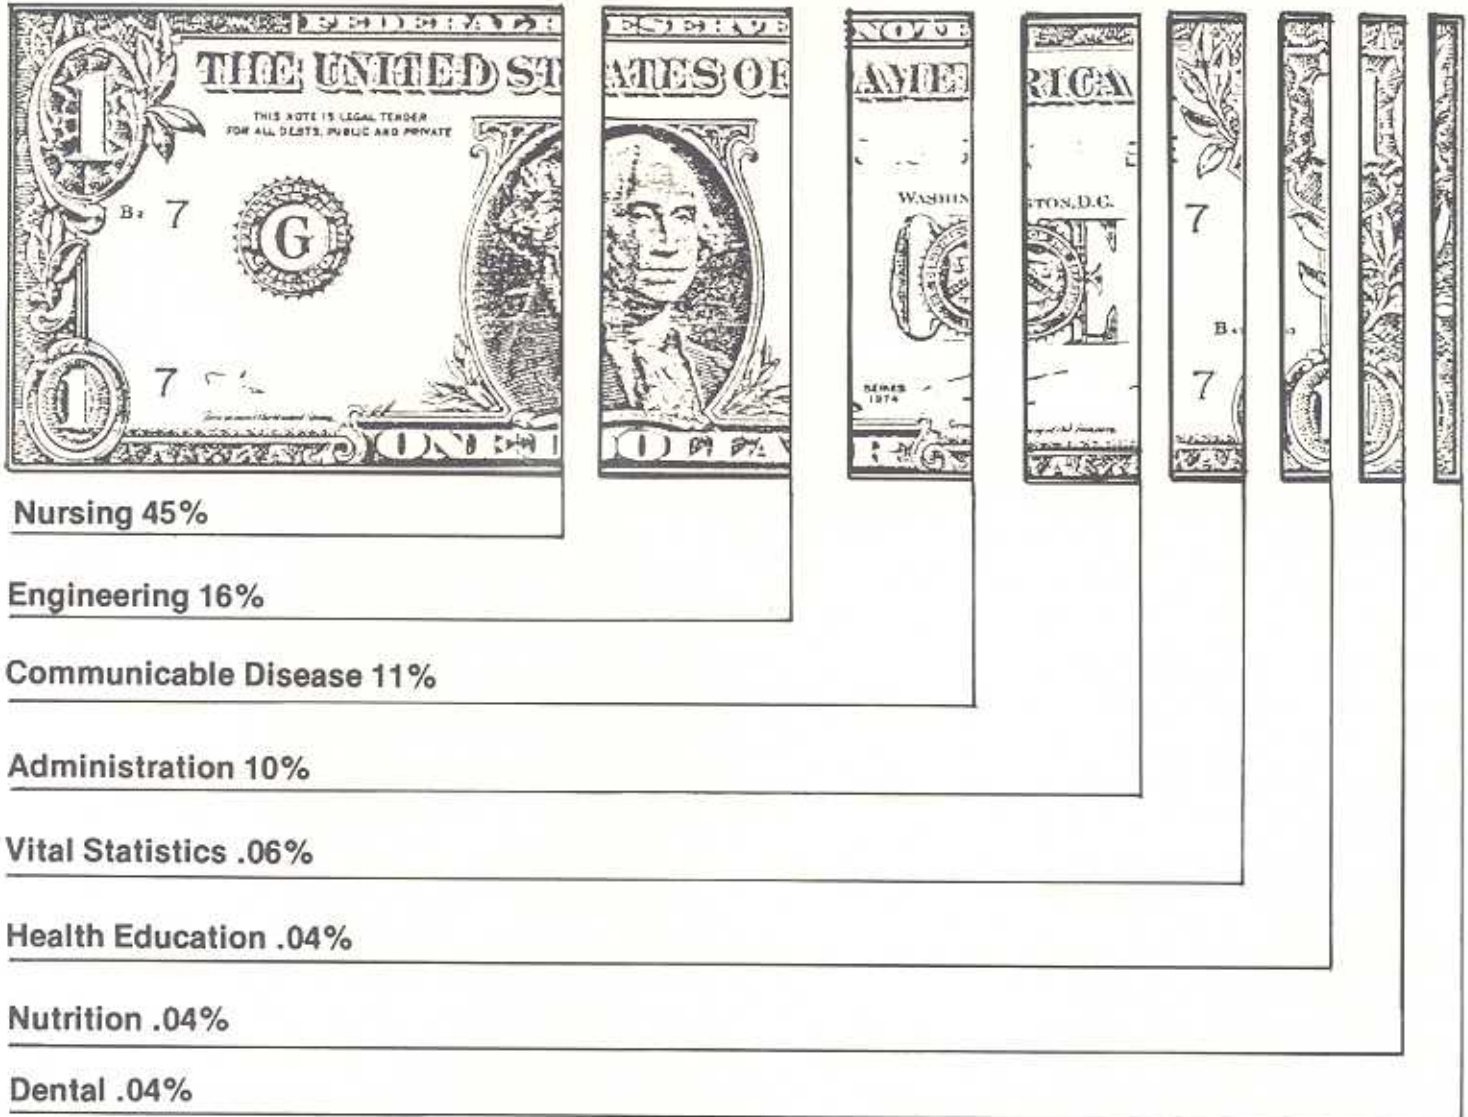 FEDERAL RESERVE NOTE
THE UNITED STATES OF AMERICA
THIS NOTE IS LEGAL TENDER
FOR ALL DEBTS, PUBLIC AND PRIVATE
WASHINGTON, D.C.
B2 7
7
G
7
7
SERIES
1974
Nursing 45%
Engineering 16%
Communicable Disease 11%
Administration 10%
Vital Statistics .06%
Health Education .04%
Nutrition .04%
Dental .04%